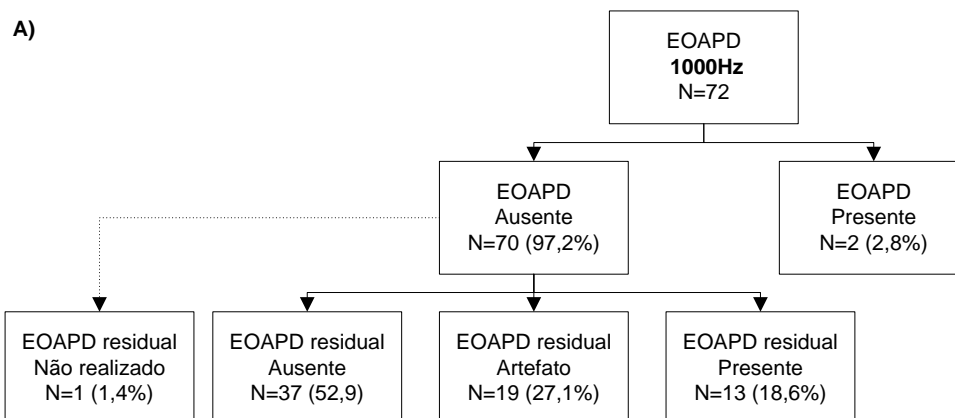 A)
EOAPD
1000Hz
N=72
EOAPD
Ausente
N=70 (97,2%)
EOAPD
Presente
N=2 (2,8%)
EOAPD residual
Não realizado
N=1 (1,4%)
EOAPD residual
Ausente
N=37 (52,9)
EOAPD residual
Artefato
N=19 (27,1%)
EOAPD residual
Presente
N=13 (18,6%)